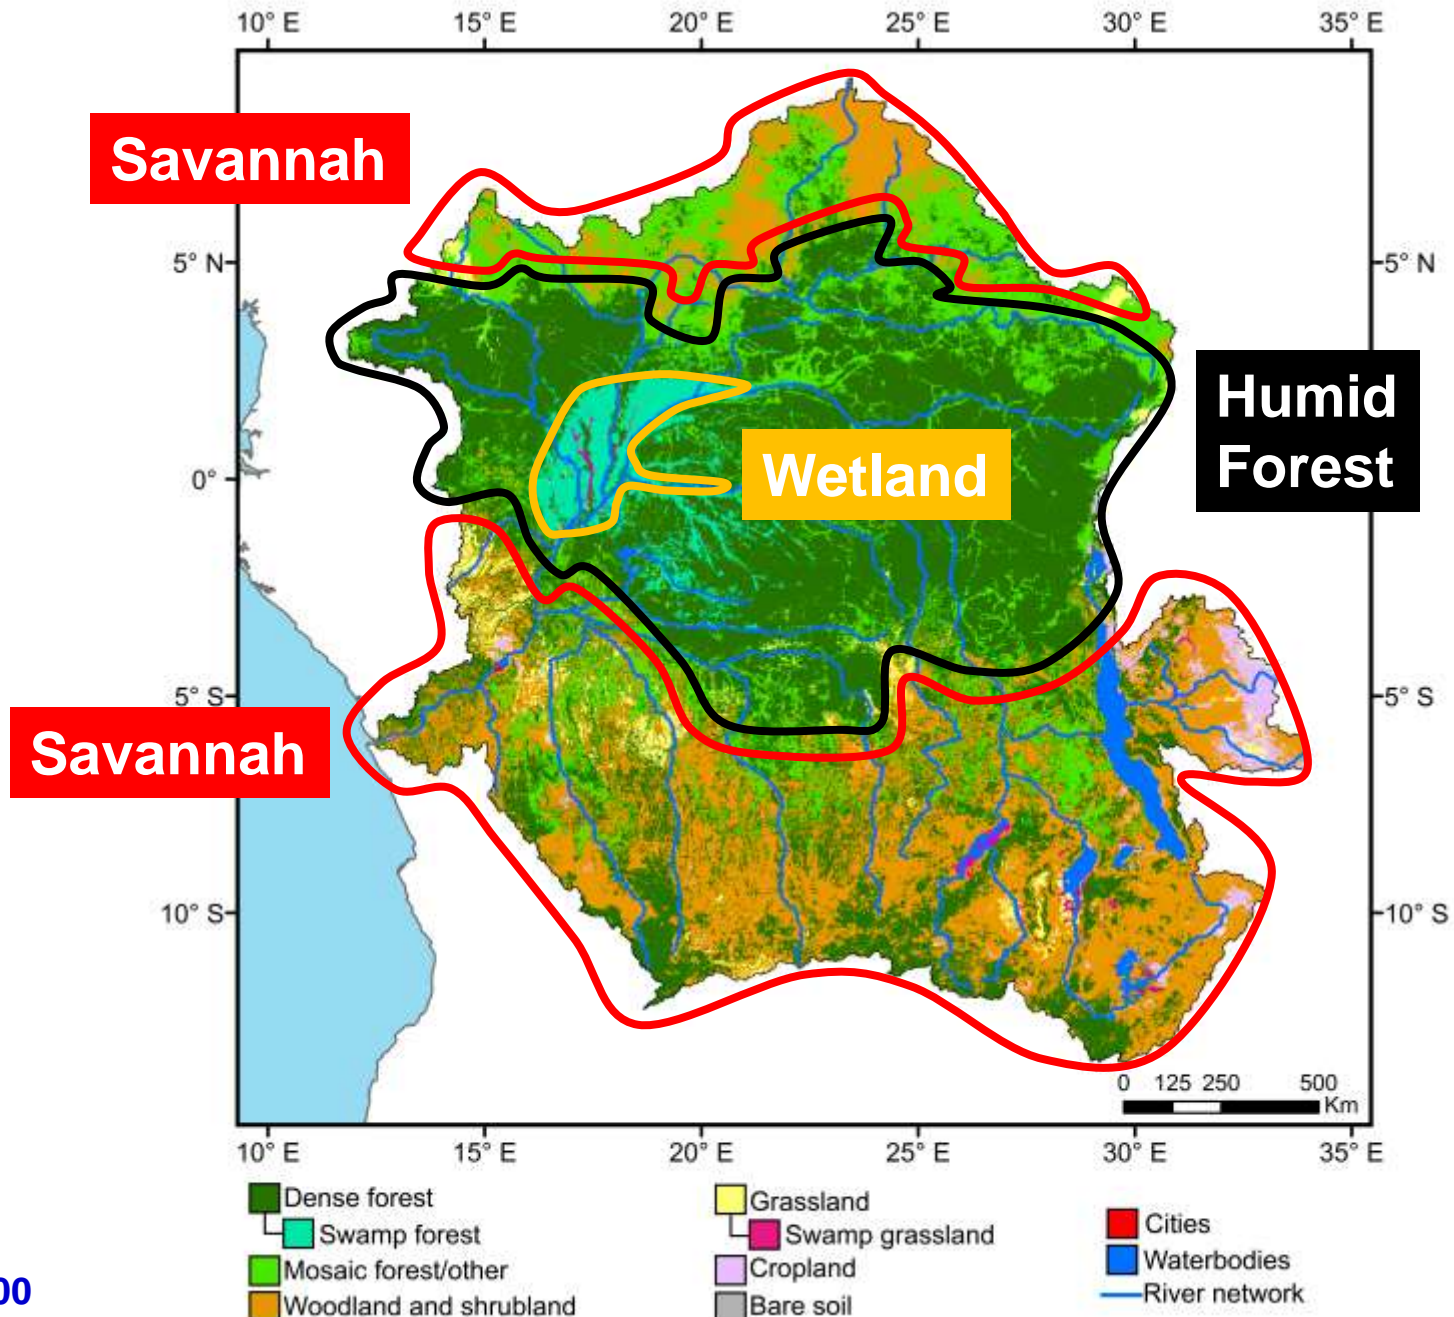 10° E 15° E 20° E 25° E 30° E 35° E
Savannah
5° N 5° N
Humid
Forest
Wetland
0°
5° S 5° S
Savannah
10° S 10° S
0 125 250 500
Km
10° E 15° E 20° E 25° E 30° E 35° E
Dense forest
Swamp forest
Mosaic forest/other
Woodland and shrubland
Grassland
Swamp grassland
Cropland
Bare soil
Cities
Waterbodies
River network
00